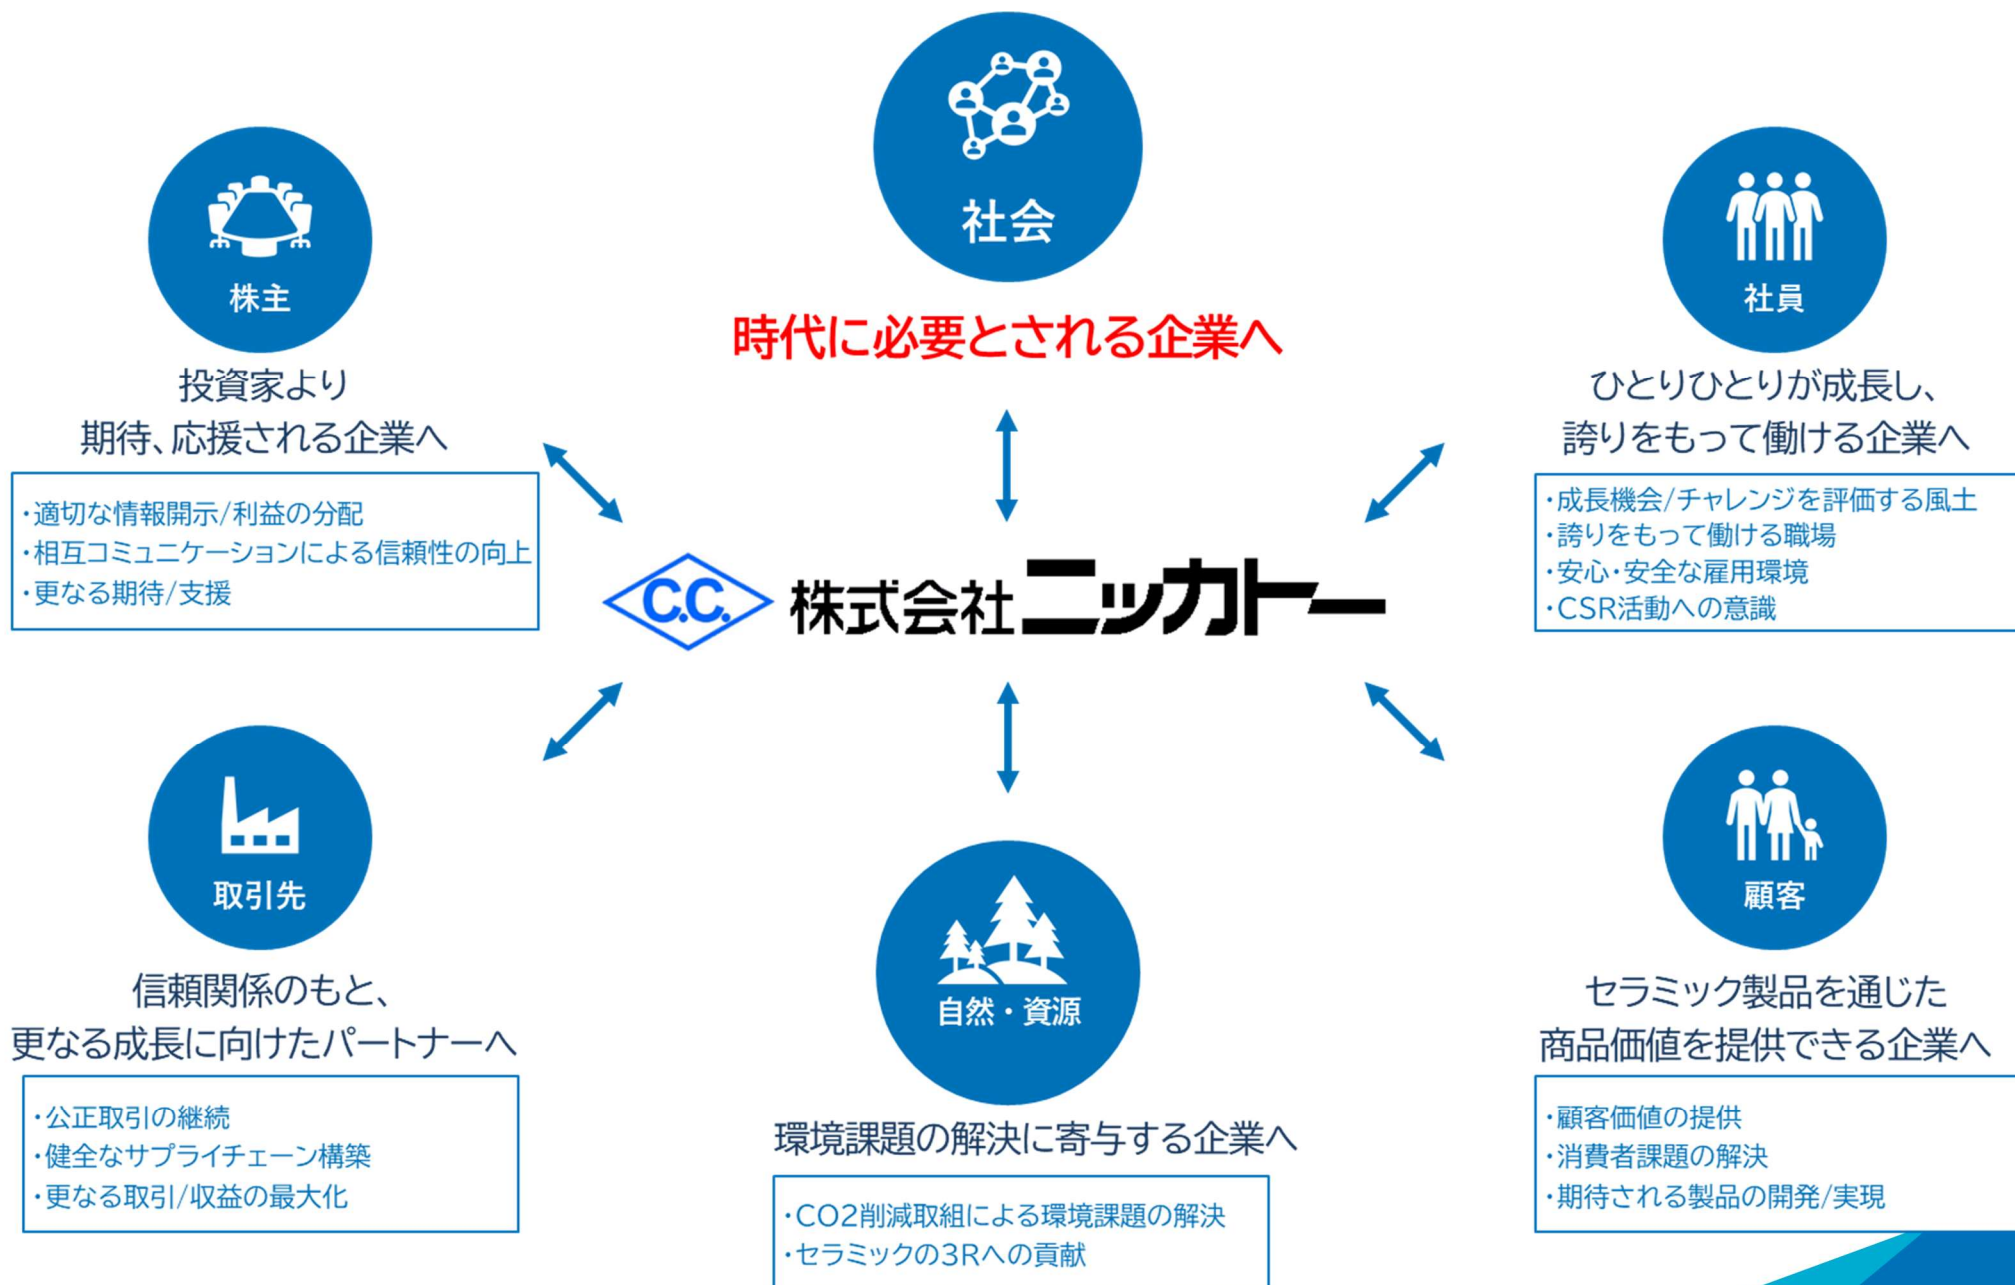 社会
時代に必要とされる企業へ
株主
投資家より
期待、応援される企業へ
・適切な情報開示/利益の分配
・相互コミュニケーションによる信頼性の向上
・更なる期待/支援
社員
ひとりひとりが成長し、
誇りをもって働ける企業へ
・成長機会/チャレンジを評価する風土
・誇りをもって働ける職場
・安心・安全な雇用環境
・CSR活動への意識
C.C. 株式会社ニッカトー
取引先
信頼関係のもと、
更なる成長に向けたパートナーへ
・公正取引の継続
・健全なサプライチェーン構築
・更なる取引/収益の最大化
自然・資源
環境課題の解決に寄与する企業へ
・CO2削減取組による環境課題の解決
・セラミックの3Rへの貢献
顧客
セラミック製品を通じた
商品価値を提供できる企業へ
・顧客価値の提供
・消費者課題の解決
・期待される製品の開発/実現